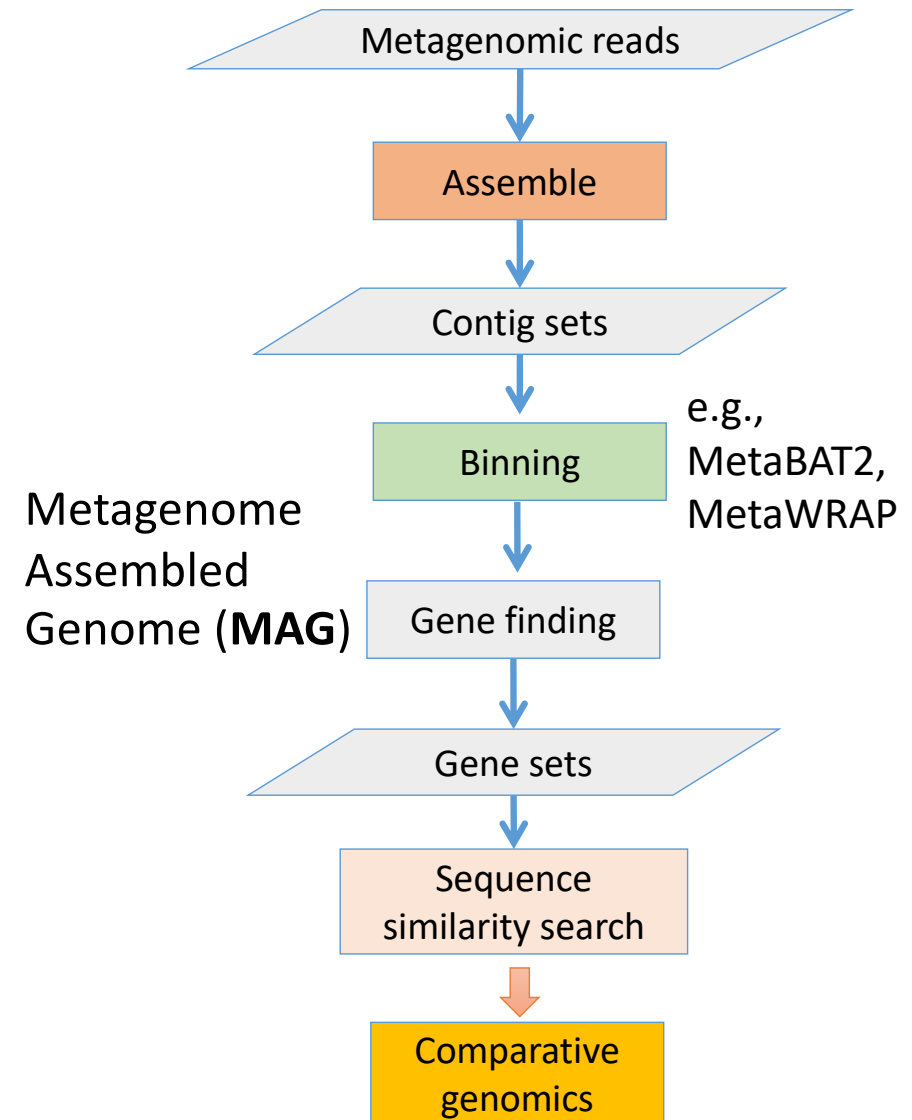 Metagenomic reads
Assemble
Contig sets
Binning
e.g.,
MetaBAT2,
MetaWRAP
Metagenome
Assembled
Genome (MAG)
Gene finding
Gene sets
Sequence
similarity search
Comparative
genomics